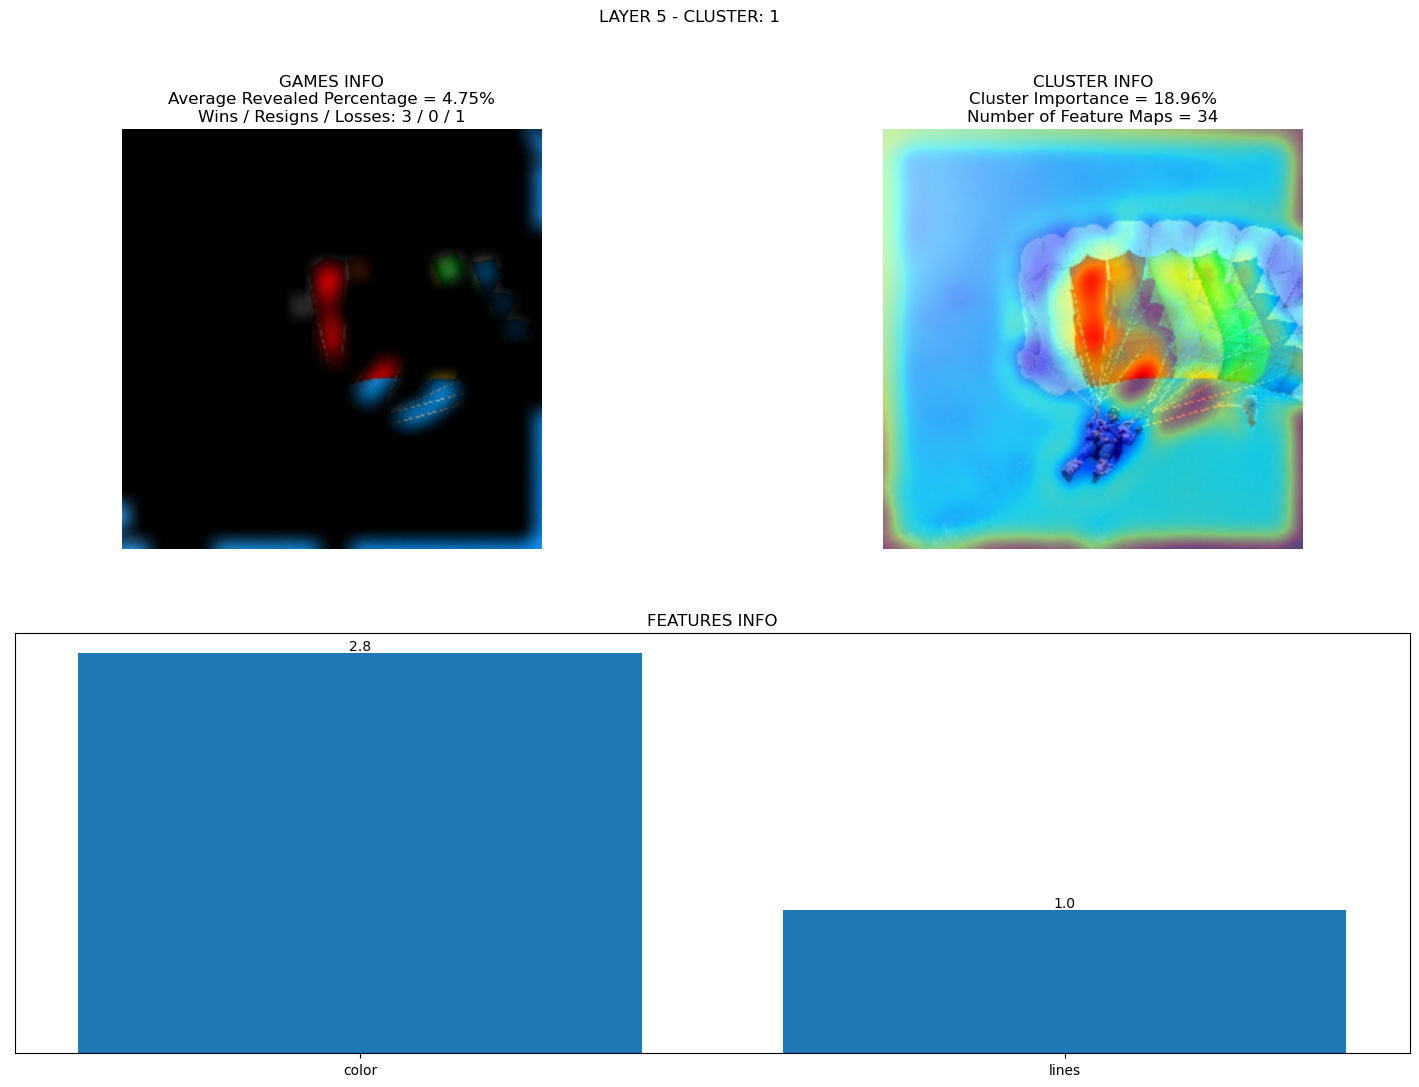 LAYER 5 - CLUSTER: 1
GAMES INFO
Average Revealed Percentage = 4.75%
Wins / Resigns / Losses: 3 / 0 / 1
CLUSTER INFO
Cluster Importance = 18.96%
Number of Feature Maps = 34
FEATURES INFO
2.8
1.0
color
lines